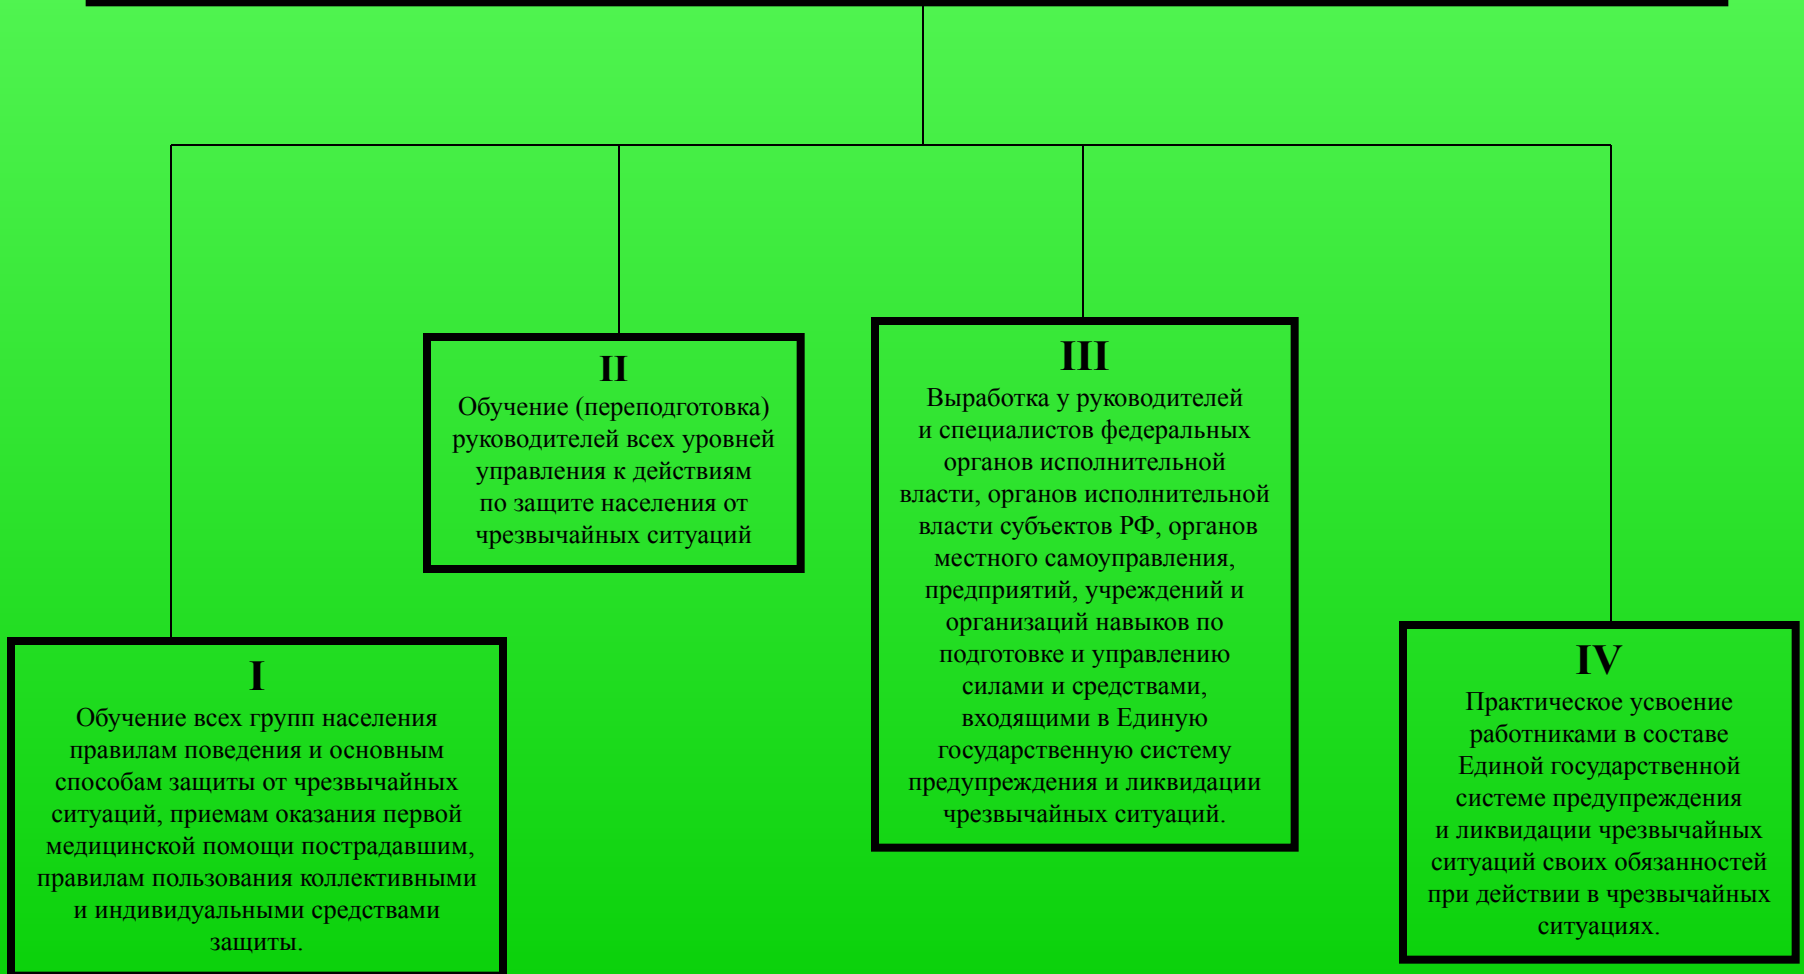 I
Обучение всех групп населения
правилам поведения и основным
способам защиты от чрезвычайных
ситуаций, приемам оказания первой
медицинской помощи пострадавшим,
правилам пользования коллективными
и индивидуальными средствами
защиты.
II
Обучение (переподготовка)
руководителей всех уровней
управления к действиям
по защите населения от
чрезвычайных ситуаций
III
Выработка у руководителей
и специалистов федеральных
органов исполнительной
власти, органов исполнительной
власти субъектов РФ, органов
местного самоуправления,
предприятий, учреждений и
организаций навыков по
подготовке и управлению
силами и средствами,
входящими в Единую
государственную систему
предупреждения и ликвидации
чрезвычайных ситуаций.
IV
Практическое усвоение
работниками в составе
Единой государственной
системе предупреждения
и ликвидации чрезвычайных
ситуаций своих обязанностей
при действии в чрезвычайных
ситуациях.